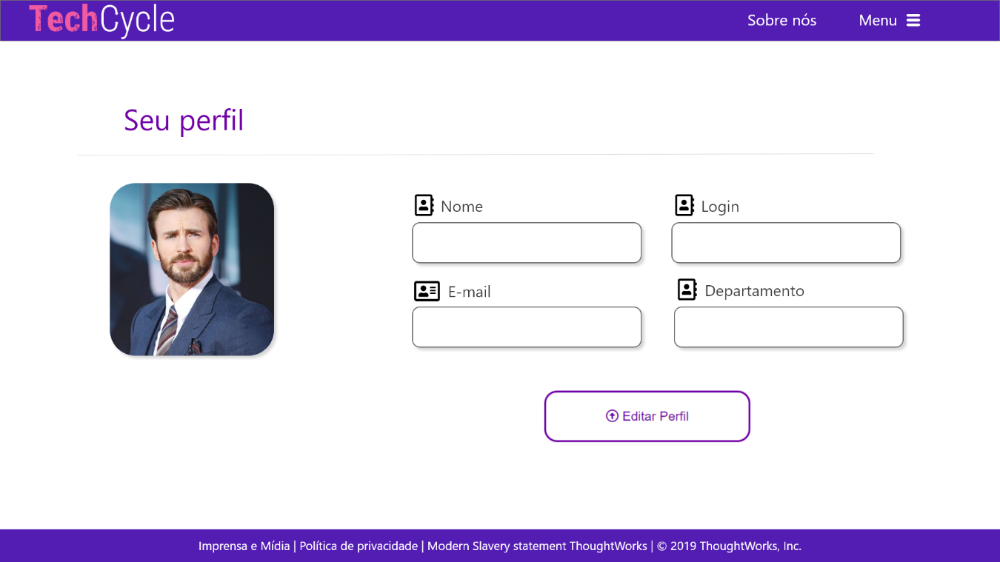 TechCycle
Sobre nós
Menu
Seu perfil
Nome
Login
E-mail
Departamento
Editar Perfil
Imprensa e Mídia | Política de privacidade | Modern Slavery statement ThoughtWorks | © 2019 ThoughtWorks, Inc.